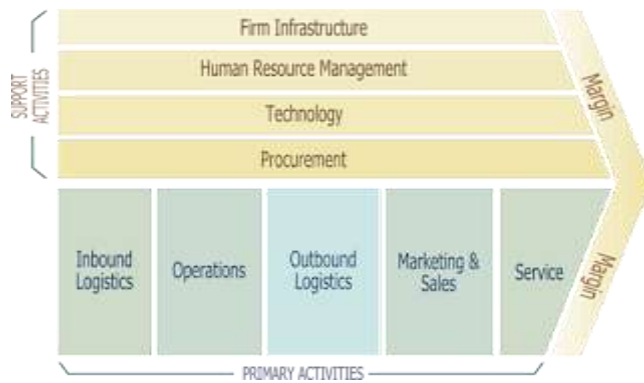 Firm Infrastructure
Human Resource Management
Technology
Procurement
SUPPORT
ACTIVITIES
Margin
Inbound
Logistics
Operations
Outbound
Logistics
Marketing &
Sales
Service
Margin
PRIMARY ACTIVITIES